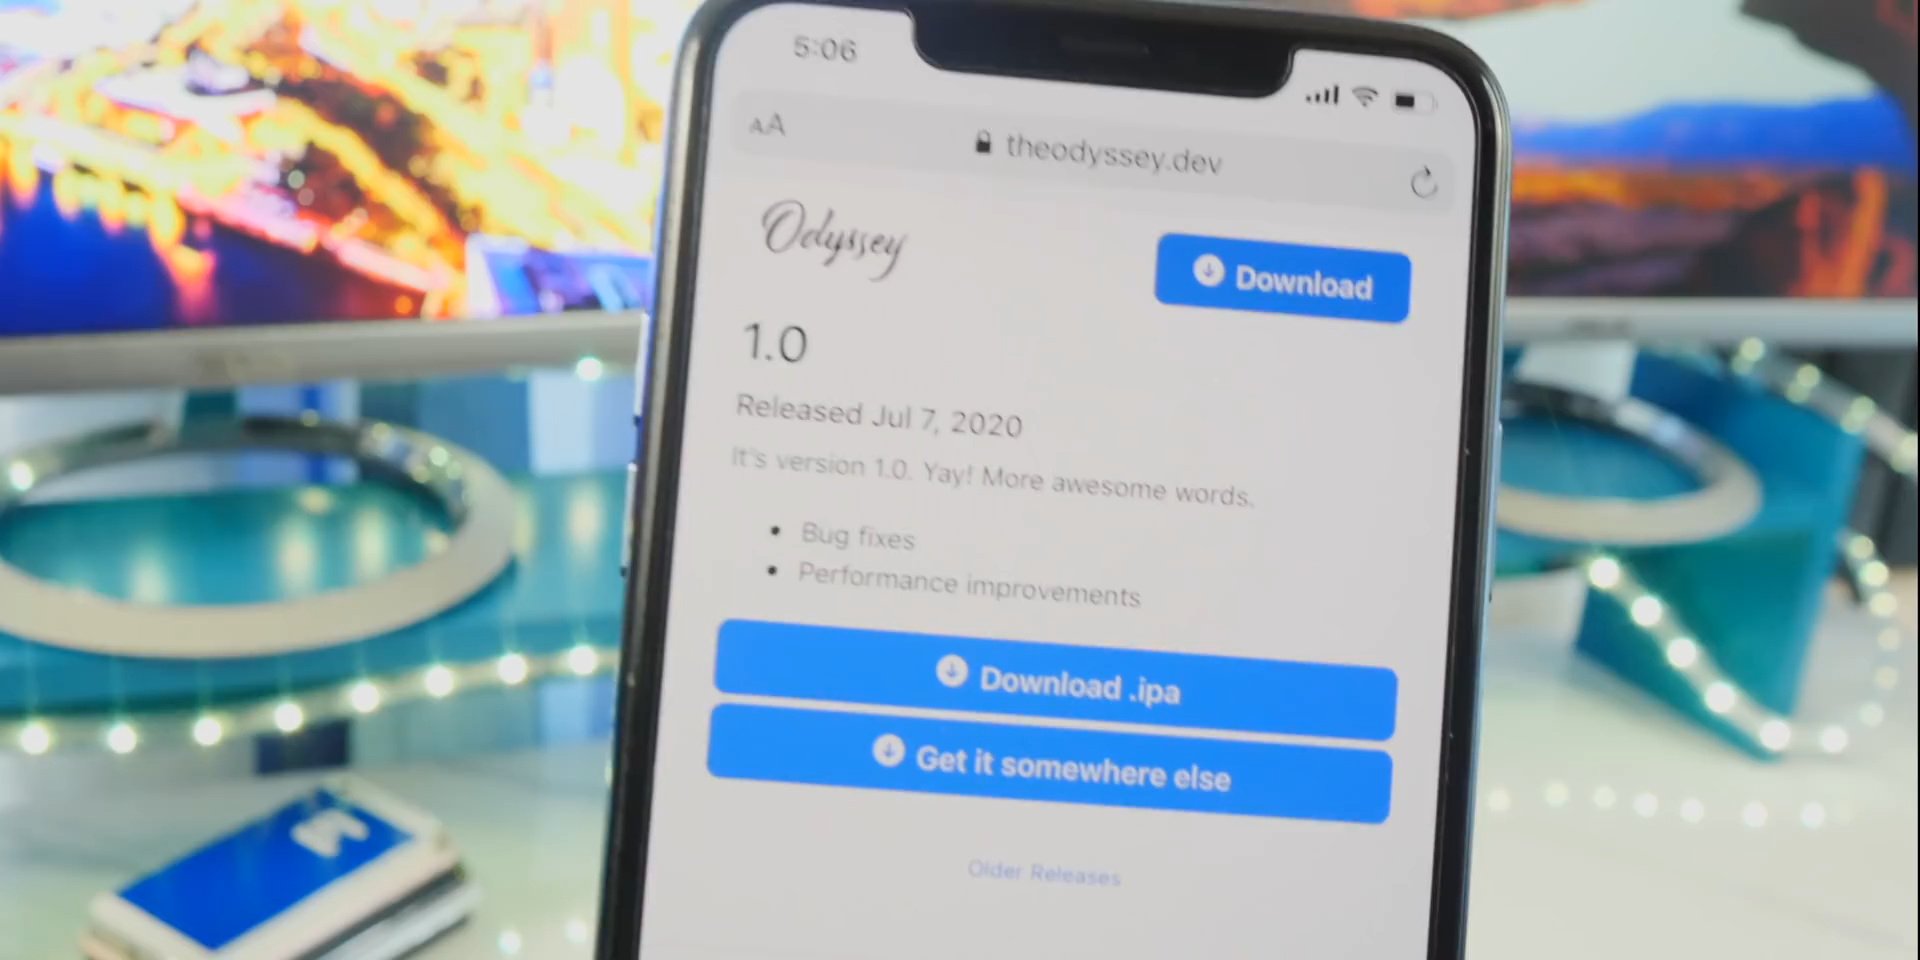 5:06
AA
theodyssey.dev
Odyssey
Download
1.0
Released Jul 7, 2020
It's version 1.0. Yay! More awesome words.
• Bug fixes
• Performance improvements
Download .ipa
Get it somewhere else
Older Releases